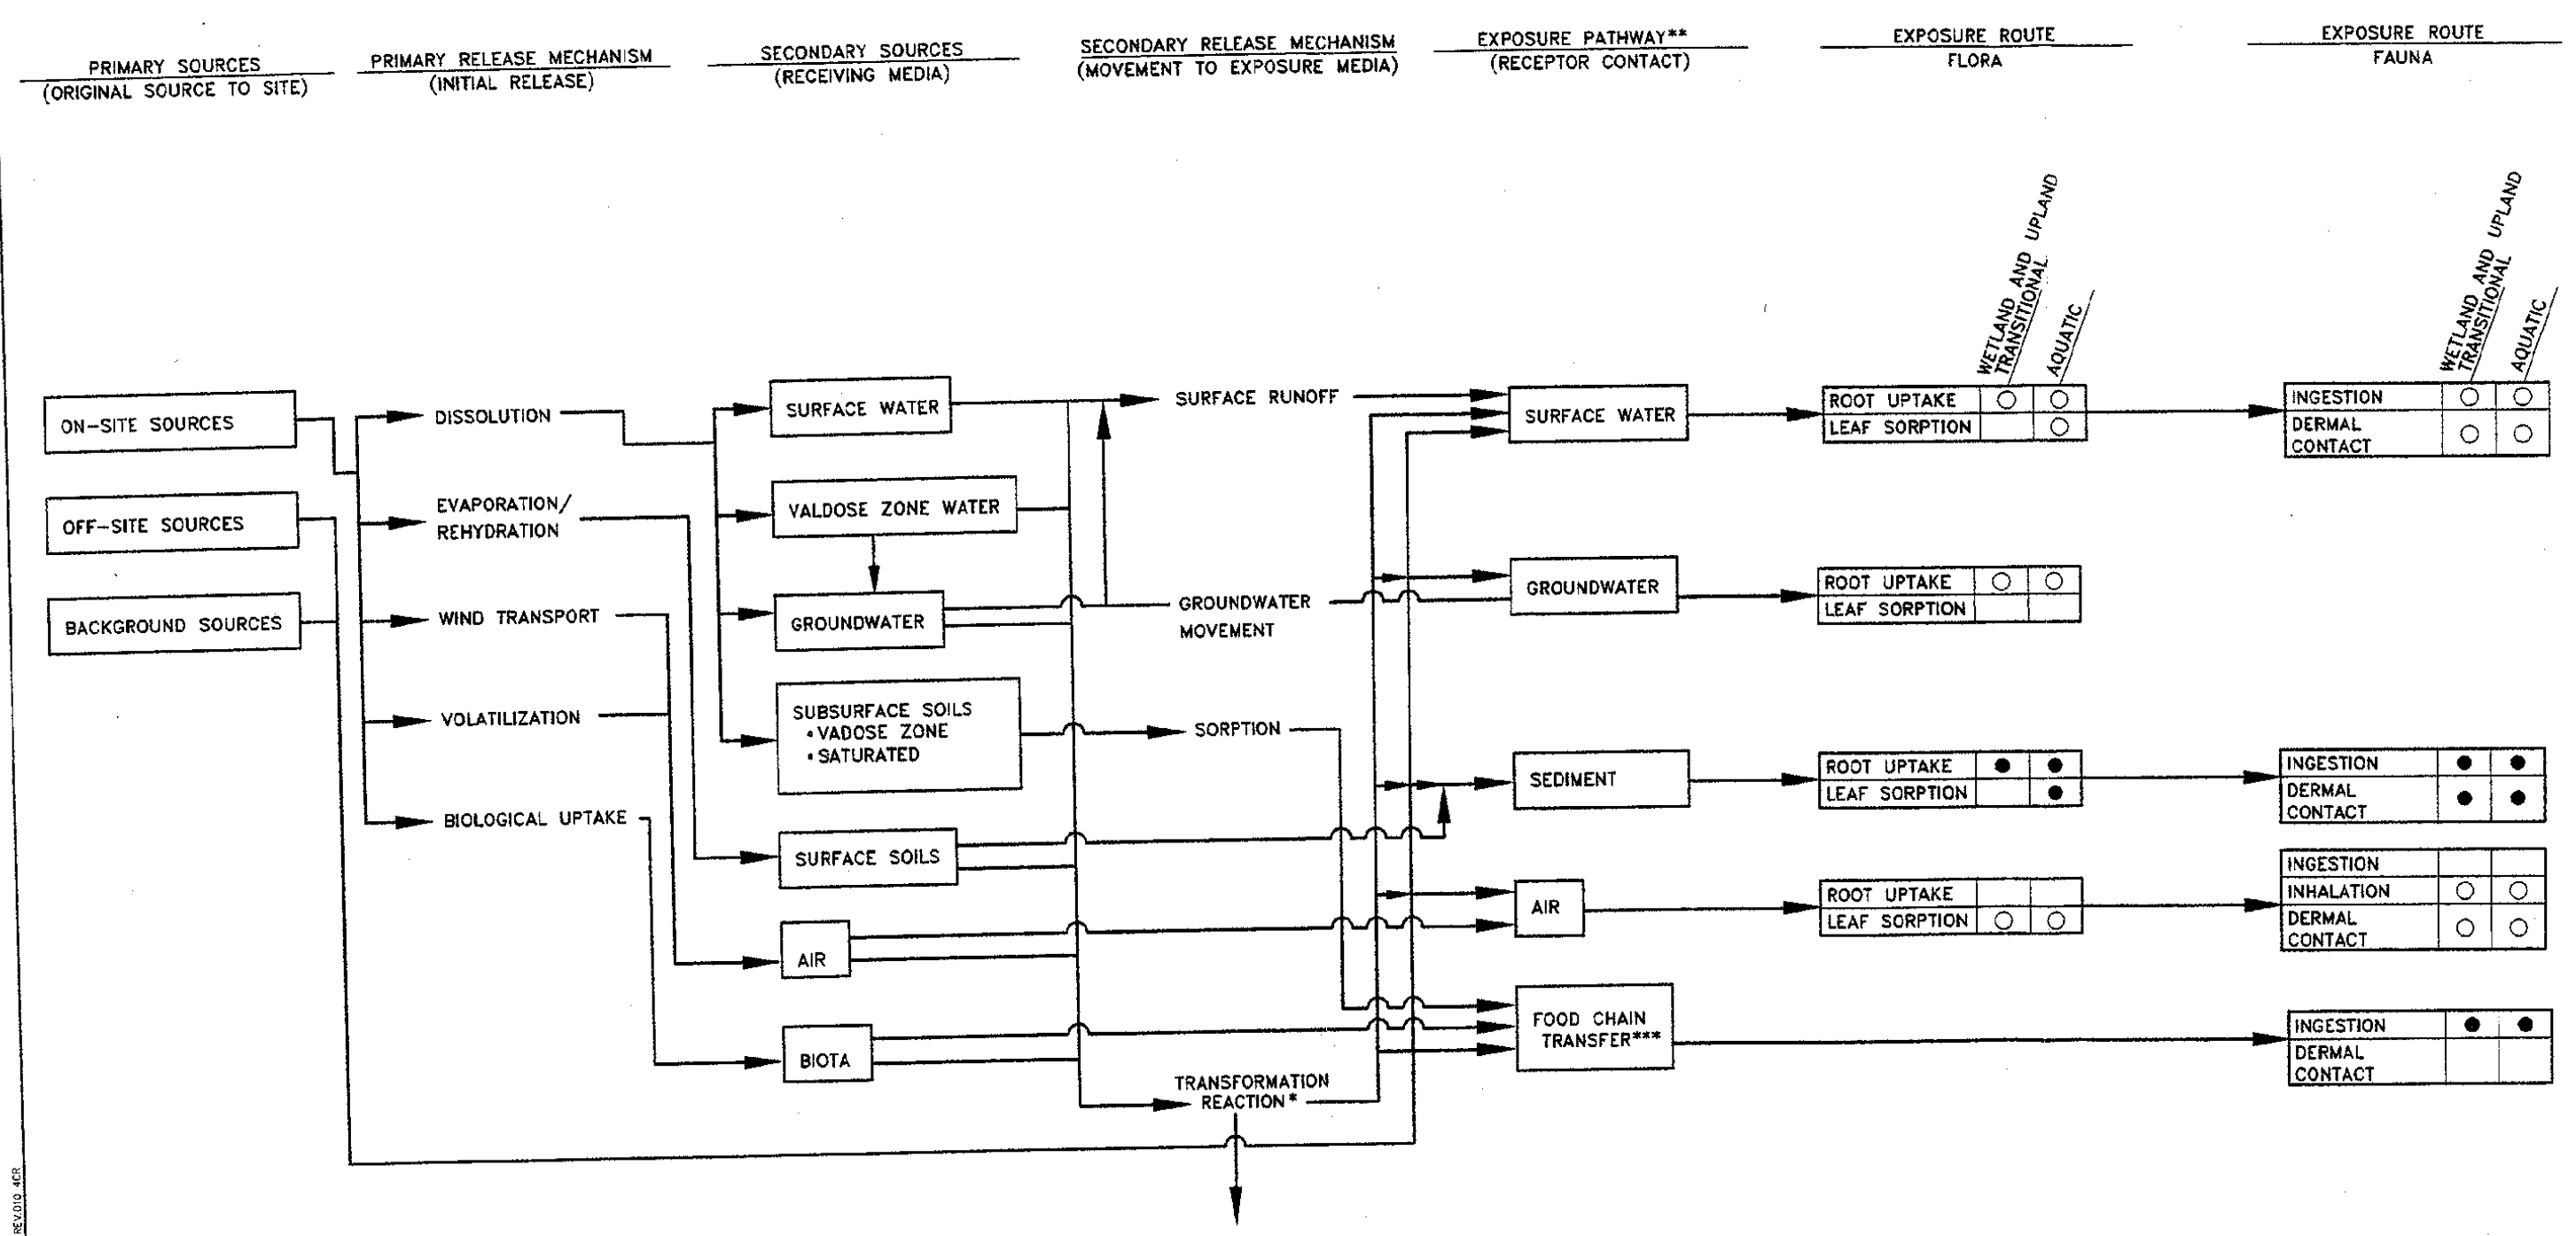 PRIMARY SOURCES
(ORIGINAL SOURCE TO SITE)
PRIMARY RELEASE MECHANISM
(INITIAL RELEASE)
SECONDARY SOURCES
(RECEIVING MEDIA)
SECONDARY RELEASE MECHANISM
(MOVEMENT TO EXPOSURE MEDIA)
EXPOSURE PATHWAY**
(RECEPTOR CONTACT)
EXPOSURE ROUTE
FLORA
EXPOSURE ROUTE
FAUNA
ON-SITE SOURCES
OFF-SITE SOURCES
BACKGROUND SOURCES
DISSOLUTION
EVAPORATION/
REHYDRATION
WIND TRANSPORT
VOLATILIZATION
BIOLOGICAL UPTAKE
SURFACE WATER
VALDOSE ZONE WATER
GROUNDWATER
SUBSURFACE SOILS
• VADOSE ZONE
• SATURATED
SURFACE SOILS
AIR
BIOTA
SURFACE RUNOFF
GROUNDWATER
MOVEMENT
SORPTION
TRANSFORMATION
REACTION*
SURFACE WATER
GROUNDWATER
SEDIMENT
AIR
FOOD CHAIN
TRANSFER***
WETLAND AND UPLAND
TRANSITIONAL
AQUATIC
ROOT UPTAKE
LEAF SORPTION
ROOT UPTAKE
LEAF SORPTION
ROOT UPTAKE
LEAF SORPTION
ROOT UPTAKE
LEAF SORPTION
WETLAND AND UPLAND
TRANSITIONAL
AQUATIC
INGESTION
DERMAL
CONTACT
INGESTION
DERMAL
CONTACT
INGESTION
INHALATION
DERMAL
CONTACT
INGESTION
DERMAL
CONTACT
REV.010 4CR